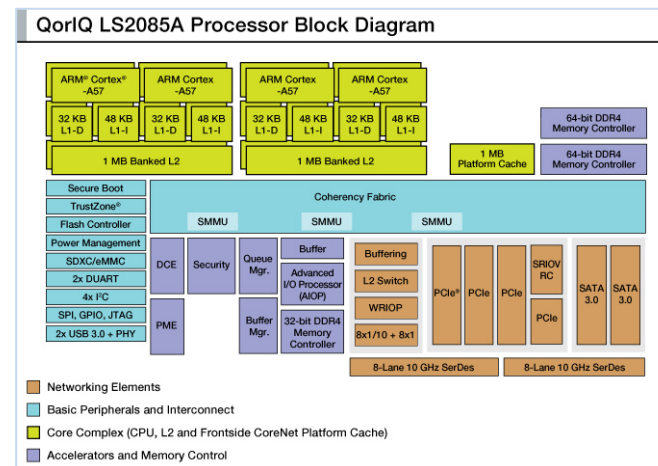 QorIQ LS2085A Processor Block Diagram
ARM® Cortex®
-A57
ARM Cortex
-A57
ARM Cortex
-A57
ARM Cortex
-A57
32 KB
L1-D
48 KB
L1-I
32 KB
L1-D
48 KB
L1-I
32 KB
L1-D
48 KB
L1-I
32 KB
L1-D
48 KB
L1-I
1 MB Banked L2
1 MB Banked L2
1 MB
Platform Cache
64-bit DDR4
Memory Controller
64-bit DDR4
Memory Controller
Secure Boot
TrustZone®
Flash Controller
Power Management
SDXC/eMMC
2x DUART
4x I²C
SPI, GPIO, JTAG
2x USB 3.0 + PHY
Coherency Fabric
SMMU
SMMU
SMMU
DCE
PME
Security
Queue
Mgr.
Buffer
Mgr.
Buffer
Advanced
I/O Processor
(AIOP)
32-bit DDR4
Memory
Controller
Buffering
L2 Switch
WRIOP
8x1/10 + 8x1
PCIe®
PCIe
PCIe
SRIOV
RC
PCIe
SATA
3.0
SATA
3.0
8-Lane 10 GHz SerDes
8-Lane 10 GHz SerDes
Networking Elements
Basic Peripherals and Interconnect
Core Complex (CPU, L2 and Frontside CoreNet Platform Cache)
Accelerators and Memory Control